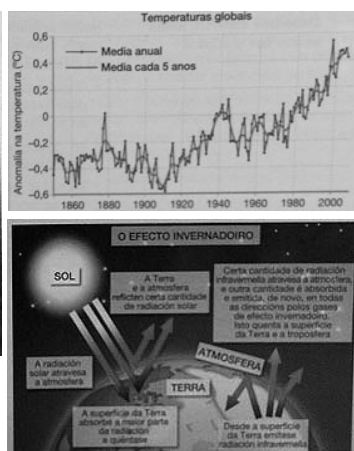 Temperaturas globais
Anomalía na temperatura (ºC)
0,6
0,4
0,2
0
-0,2
-0,4
-0,6
Media anual
Media cada 5 anos
1860 1880 1900 1920 1940 1960 1980 2000
O EFECTO INVERNADOIRO
SOL
A Terra
e a atmosfera
reflicten certa cantidade
de radiación solar
Certa cantidade de radiación
infravermella atravesa a atmosfera,
e outra cantidade é absorbida
e emitida, de novo, en todas
as direccións polos gases
de efecto invernadoiro.
Isto quenta a superficie
da Terra e a troposfera
A radiación
solar atravesa
a atmosfera
ATMOSFERA
TERRA
A superficie da Terra
absorbe a maior parte
da radiación
e quéntase
Desde a superficie
da Terra emítese
radiación infravermella